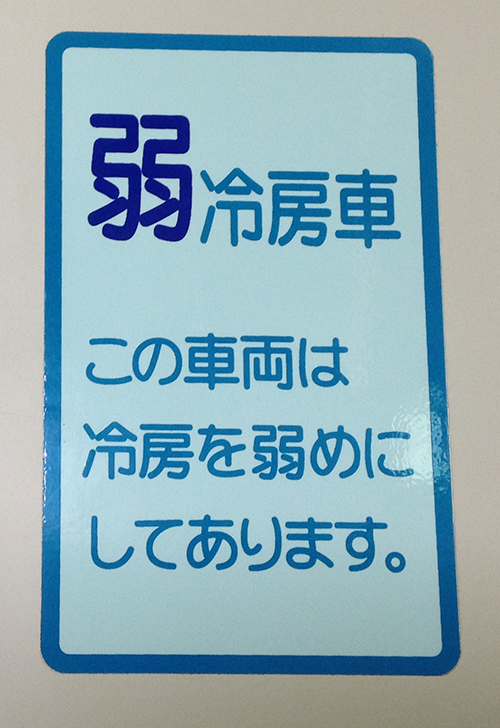 弱冷房車
この車両は
冷房を弱めに
してあります。